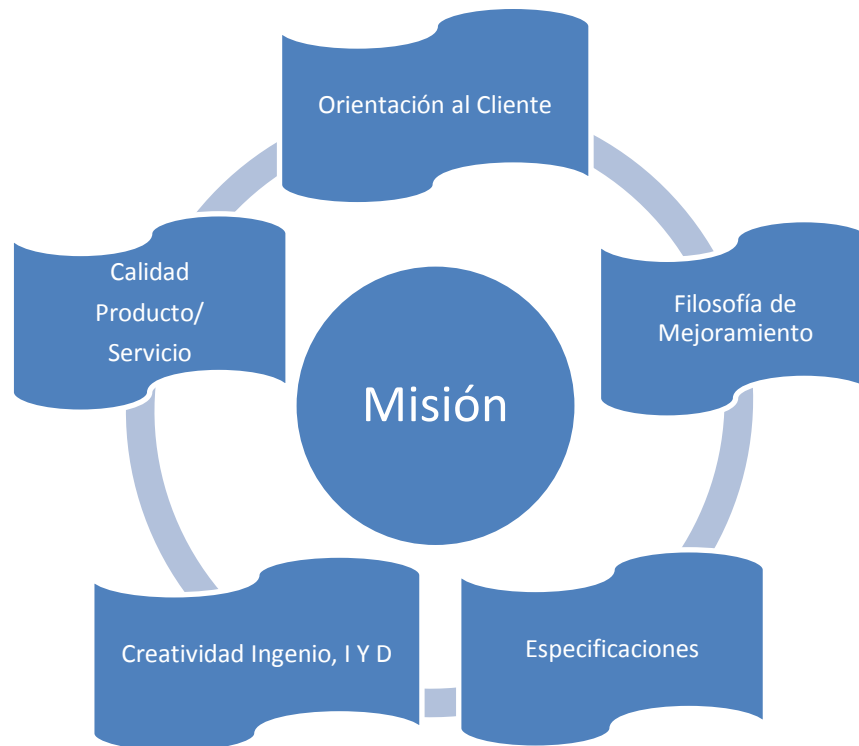 Orientación al Cliente
Calidad
Producto/
Servicio
Filosofía de
Mejoramiento
Misión
Creatividad Ingenio, I Y D
Especificaciones